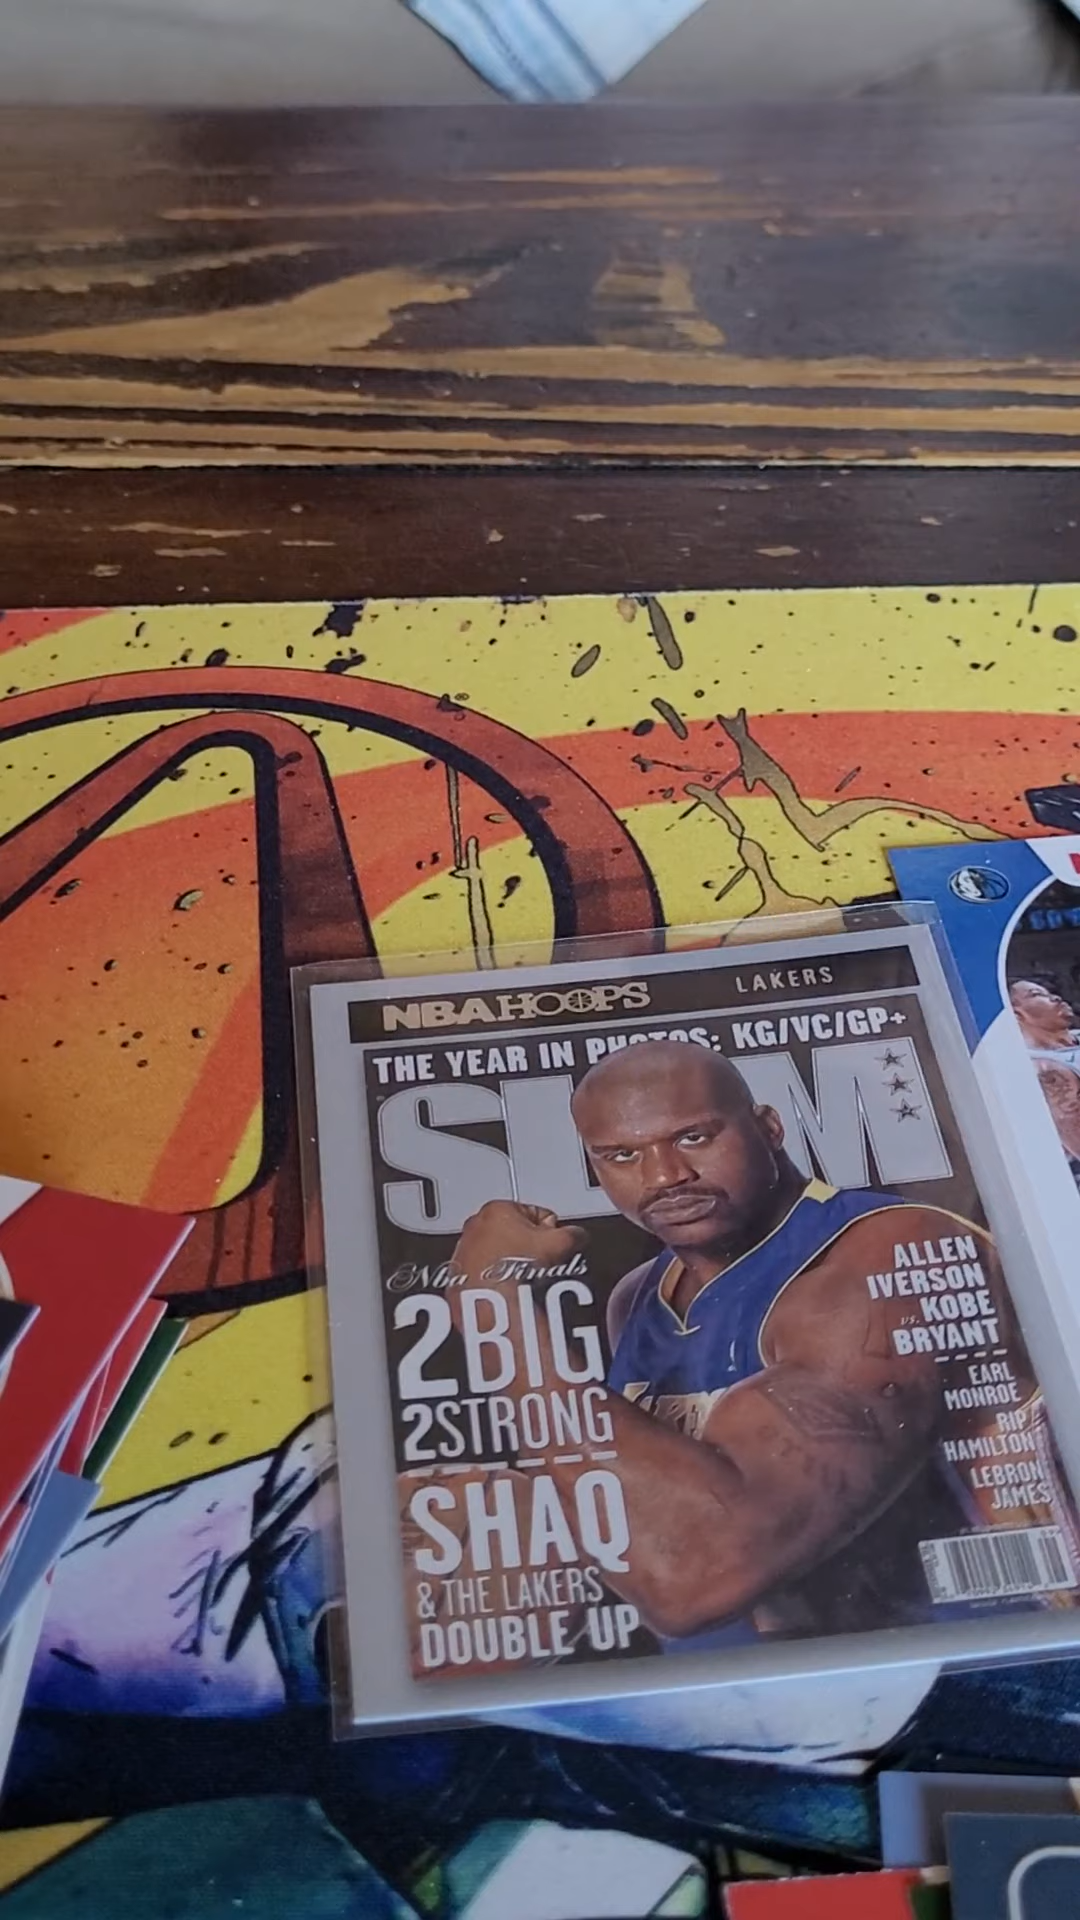 NBA HOOPS
LAKERS
THE YEAR IN PHOTOS: KG/VC/GP+
SLAM
Nba Finals
2BIG
2STRONG
SHAQ
& THE LAKERS
DOUBLE UP
ALLEN
IVERSON
vs. KOBE
BRYANT
EARL
MONROE
RIP
HAMILTON
LEBRON
JAMES